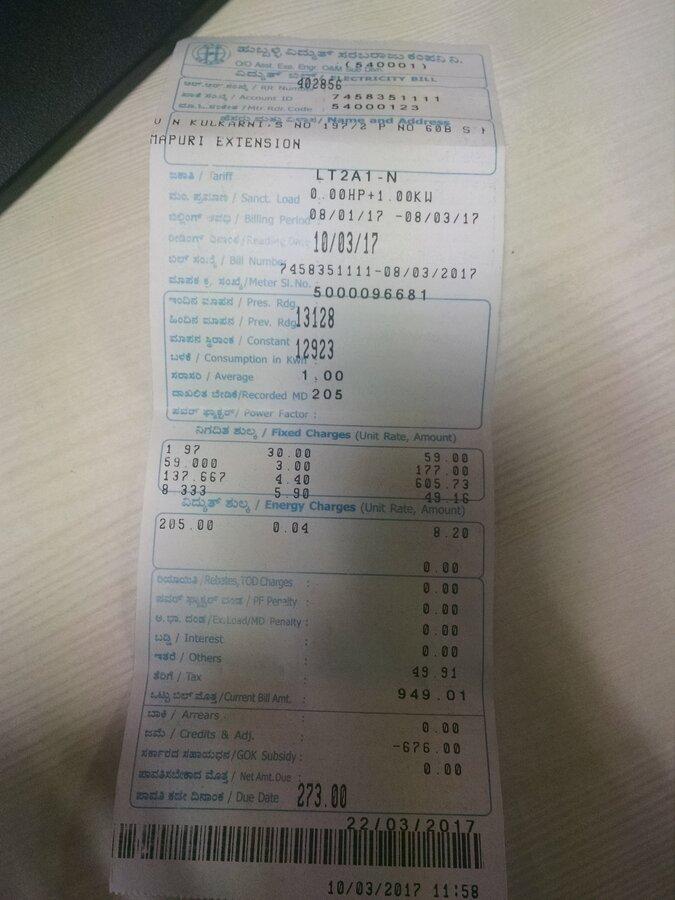 ಹುಬ್ಬಳ್ಳಿ ವಿದ್ಯುತ್ ಸರಬರಾಜು ಕಂಪನಿ ನಿ.
O/O Asst. Exe. Engr. O&M Sub Divn. (540001)
ವಿದ್ಯುತ್ ಬಿಲ್ / ELECTRICITY BILL
ಆರ್.ಆರ್ ಸಂಖ್ಯೆ / RR Number 402856
ಖಾತೆ ಸಂಖ್ಯೆ / Account ID 7458351111
Mtr. Rdr. Code : 54000123
ಹೆಸರು ಮತ್ತು ವಿಳಾಸ / Name and Address
U N KULKARNI,S NO 197/2 P NO 60B S
MAPURI EXTENSION
ಜಕಾತಿ / Tariff LT2A1-N
ಮಂ. ಪ್ರಮಾಣ / Sanct. Load 0.00HP+1.00KW
ಬಿಲ್ಲಿಂಗ್ ಅವಧಿ / Billing Period 08/01/17 -08/03/17
ರೀಡಿಂಗ್ ದಿನಾಂಕ / Reading Date 10/03/17
ಬಿಲ್ ಸಂಖ್ಯೆ / Bill Number 7458351111-08/03/2017
ಮಾಪಕ ಕ್ರ. ಸಂಖ್ಯೆ/Meter Sl. No. : 5000096681
ಇಂದಿನ ಮಾಪನ / Pres. Rdg.
ಹಿಂದಿನ ಮಾಪನ / Prev. Rdg. 13128
ಮಾಪನ ಸ್ಥಿರಾಂಕ / Constant 12923
ಬಳಕೆ / Consumption in Kwh
ಸರಾಸರಿ / Average : 1.00
ದಾಖಲಿತ ಬೇಡಿಕೆ/Recorded MD : 205
ಪವರ್ ಫ್ಯಾಕ್ಟರ್/ Power Factor :
ನಿಗದಿತ ಶುಲ್ಕ / Fixed Charges (Unit Rate, Amount)
1 97 30.00 59.00
59.000 3.00 177.00
137.667 4.40 605.73
8 333 5.90 49.16
ವಿದ್ಯುತ್ ಶುಲ್ಕ / Energy Charges (Unit Rate, Amount)
205.00 0.04 8.20
0.00
ರಿಯಾಯಿತಿ / Rebates, TOD Charges : 0.00
ಪವರ್ ಫ್ಯಾಕ್ಟರ್ ದಂಡ / PF Penalty : 0.00
ಅ.ಭಾ. ದಂಡ /Ex.Load/MD Penalty : 0.00
ಬಡ್ಡಿ / Interest : 0.00
ಇತರೆ / Others : 0.00
ತೆರಿಗೆ / Tax : 49.91
ಒಟ್ಟು ಬಿಲ್ ಮೊತ್ತ /Current Bill Amt. : 949.01
ಬಾಕಿ / Arrears : 0.00
ಜಮೆ / Credits & Adj. : -676.00
ಸರ್ಕಾರದ ಸಹಾಯಧನ /GOK Subsidy : 0.00
ಪಾವತಿಸಬೇಕಾದ ಮೊತ್ತ / Net Amt. Due :
ಪಾವತಿ ಕಡೇ ದಿನಾಂಕ / Due Date : 273.00
22/03/2017
10/03/2017 11:58